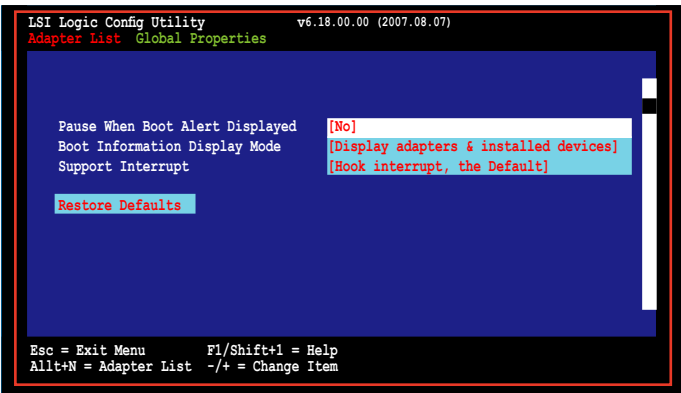 LSI Logic Config Utility v6.18.00.00 (2007.08.07)
Adapter List Global Properties
Pause When Boot Alert Displayed [No]
Boot Information Display Mode [Display adapters & installed devices]
Support Interrupt [Hook interrupt, the Default]
Restore Defaults
Esc = Exit Menu F1/Shift+1 = Help
Allt+N = Adapter List -/+ = Change Item